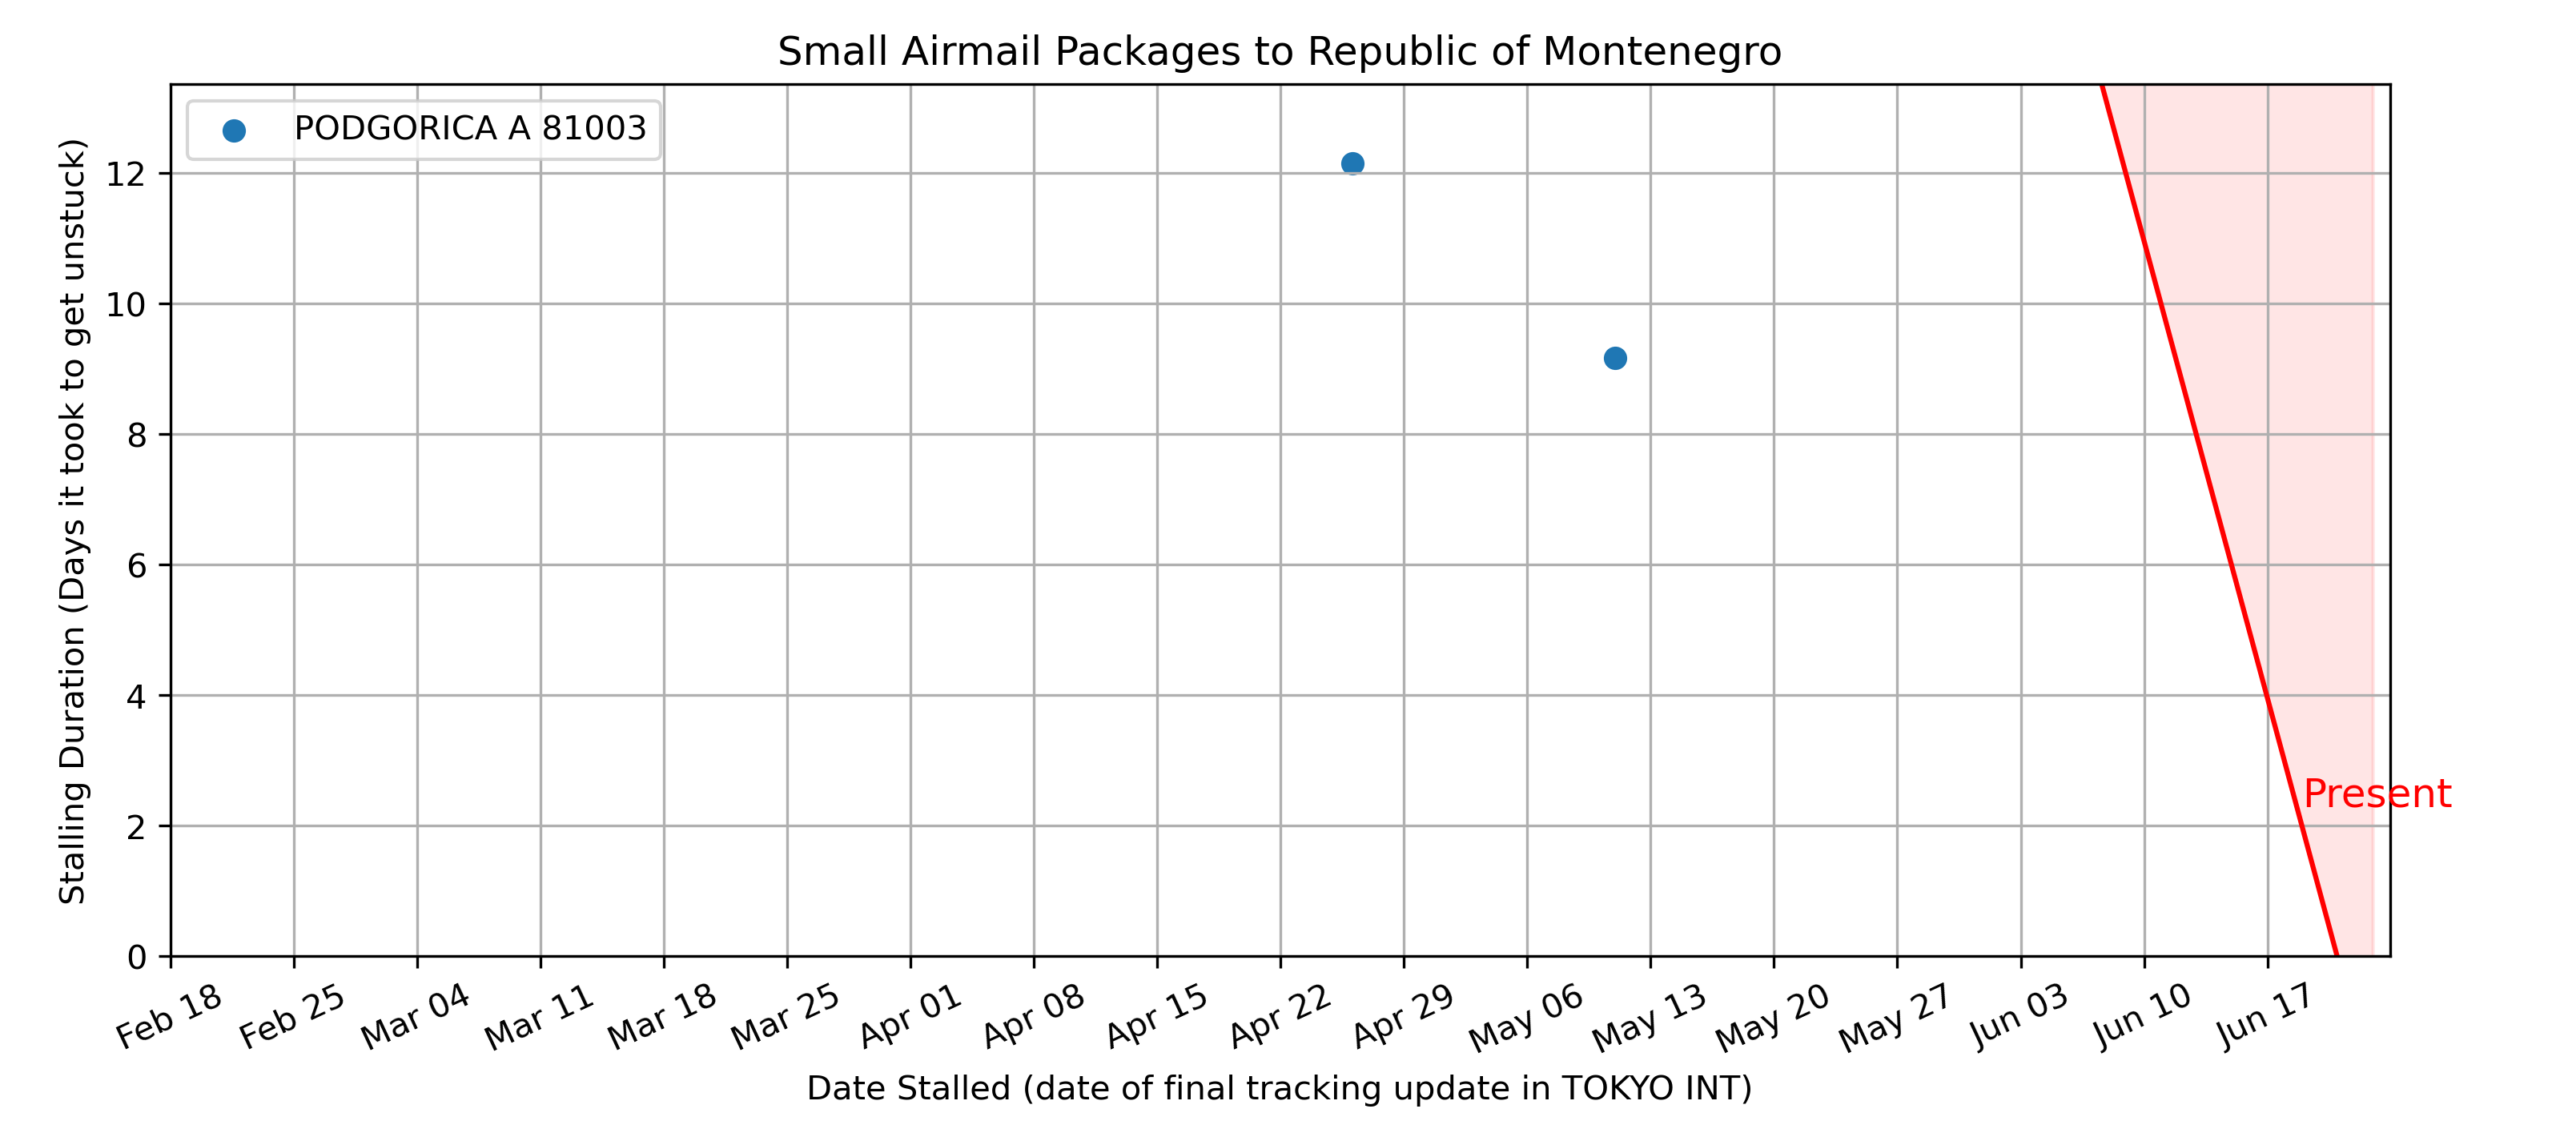 Small Airmail Packages to Republic of Montenegro
PODGORICA A 81003
Stalling Duration (Days it took to get unstuck)
12
10
8
6
4
2
0
Present
Feb 18
Feb 25
Mar 04
Mar 11
Mar 18
Mar 25
Apr 01
Apr 08
Apr 15
Apr 22
Apr 29
May 06
May 13
May 20
May 27
Jun 03
Jun 10
Jun 17
Date Stalled (date of final tracking update in TOKYO INT)